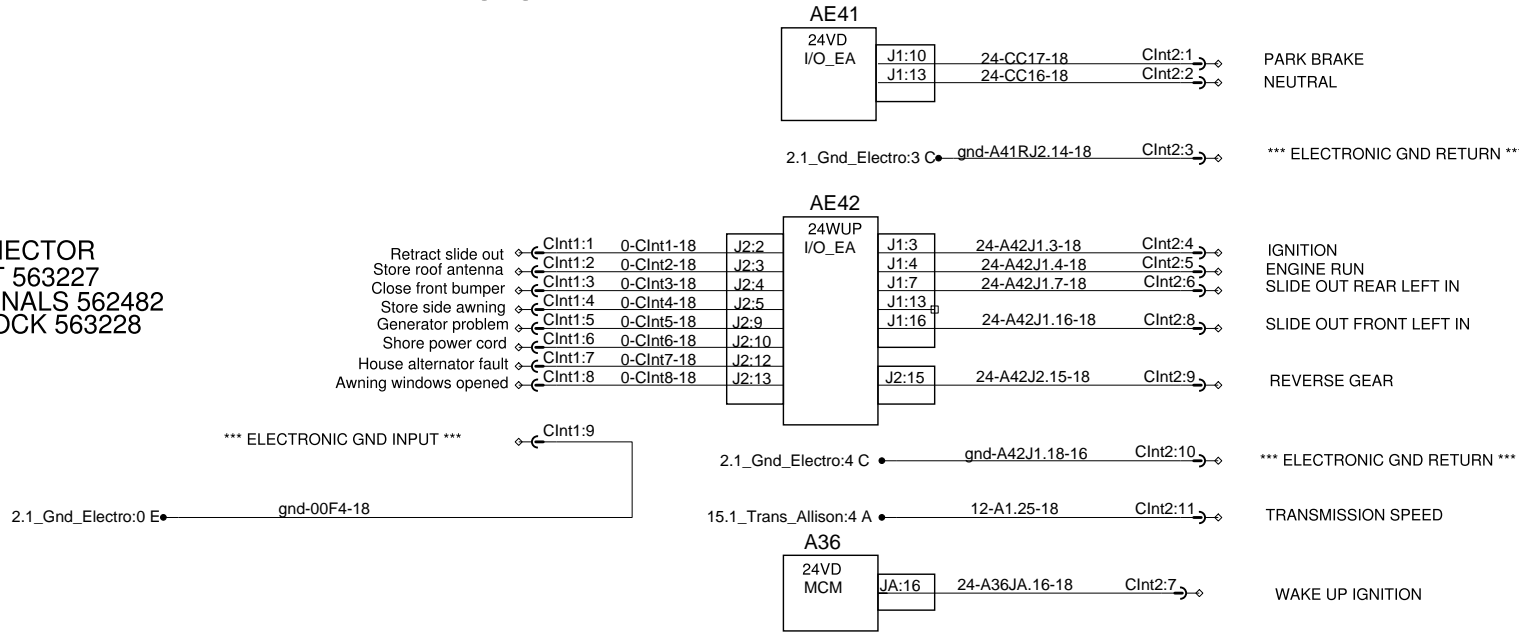 AE41
24VD
I/O_EA
J1:10 24-CC17-18 CInt2:1 PARK BRAKE
J1:13 24-CC16-18 CInt2:2 NEUTRAL
2.1_Gnd_Electro:3 C gnd-A41RJ2.14-18 CInt2:3 *** ELECTRONIC GND RETURN **
AE42
24WUP
I/O_EA
Retract slide out CInt1:1 0-CInt1-18 J2:2 J1:3 24-A42J1.3-18 CInt2:4 IGNITION
Store roof antenna CInt1:2 0-CInt2-18 J2:3 J1:4 24-A42J1.4-18 CInt2:5 ENGINE RUN
Close front bumper CInt1:3 0-CInt3-18 J2:4 J1:7 24-A42J1.7-18 CInt2:6 SLIDE OUT REAR LEFT IN
Store side awning CInt1:4 0-CInt4-18 J2:5 J1:13
Generator problem CInt1:5 0-CInt5-18 J2:9 J1:16 24-A42J1.16-18 CInt2:8 SLIDE OUT FRONT LEFT IN
Shore power cord CInt1:6 0-CInt6-18 J2:10
House alternator fault CInt1:7 0-CInt7-18 J2:12
Awning windows opened CInt1:8 0-CInt8-18 J2:13 J2:15 24-A42J2.15-18 CInt2:9 REVERSE GEAR
563227
562482
563228
*** ELECTRONIC GND INPUT *** CInt1:9
2.1_Gnd_Electro:4 C gnd-A42J1.18-16 CInt2:10 *** ELECTRONIC GND RETURN ***
2.1_Gnd_Electro:0 E gnd-00F4-18
15.1_Trans_Allison:4 A 12-A1.25-18 CInt2:11 TRANSMISSION SPEED
A36
24VD
MCM
JA:16 24-A36JA.16-18 CInt2:7 WAKE UP IGNITION